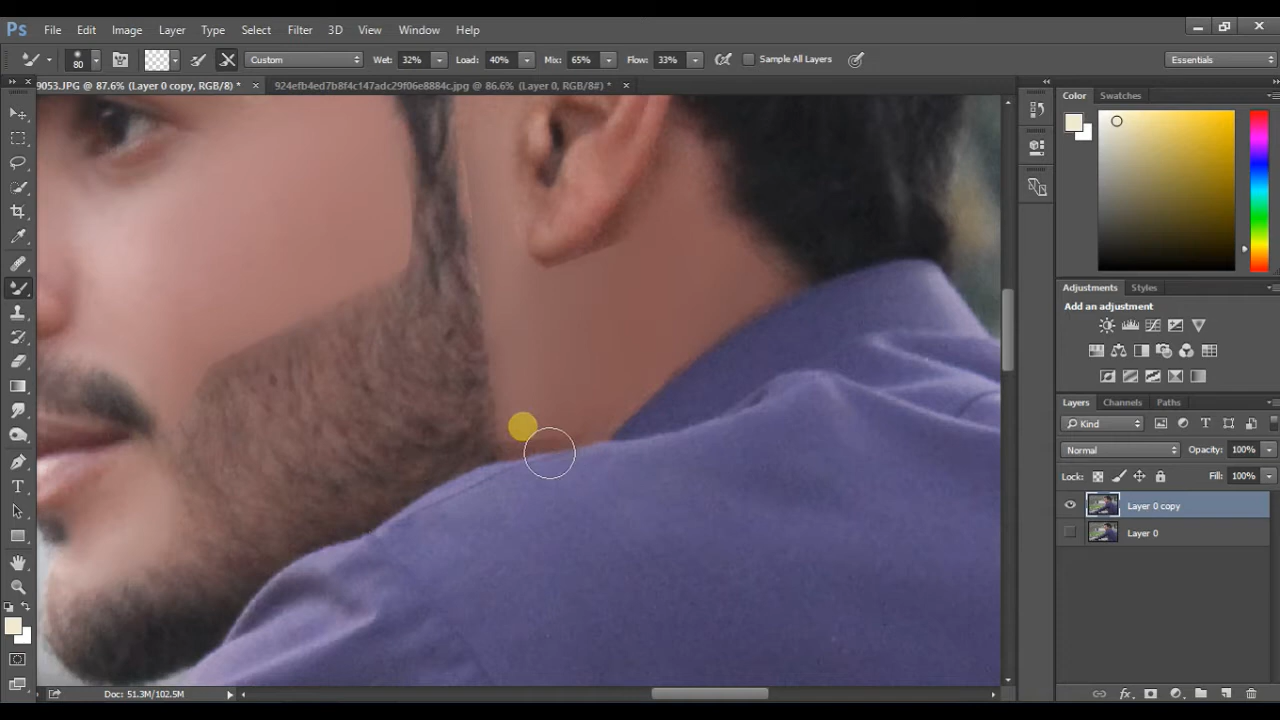 Ps File Edit Image Layer Type Select Filter 3D View Window Help
80 Custom Wet: 32% Load: 40% Mix: 65% Flow: 33% Sample All Layers Essentials
9053.JPG @ 87.6% (Layer 0 copy, RGB/8) * × 924efb4ed7b8f4c147adc29f06e8884c.jpg @ 86.6% (Layer 0, RGB/8#) * ×
Color Swatches
Adjustments Styles
Add an adjustment
Layers Channels Paths
Kind
Normal Opacity: 100%
Lock: Fill: 100%
Layer 0 copy
Layer 0
Doc: 51.3M/102.5M